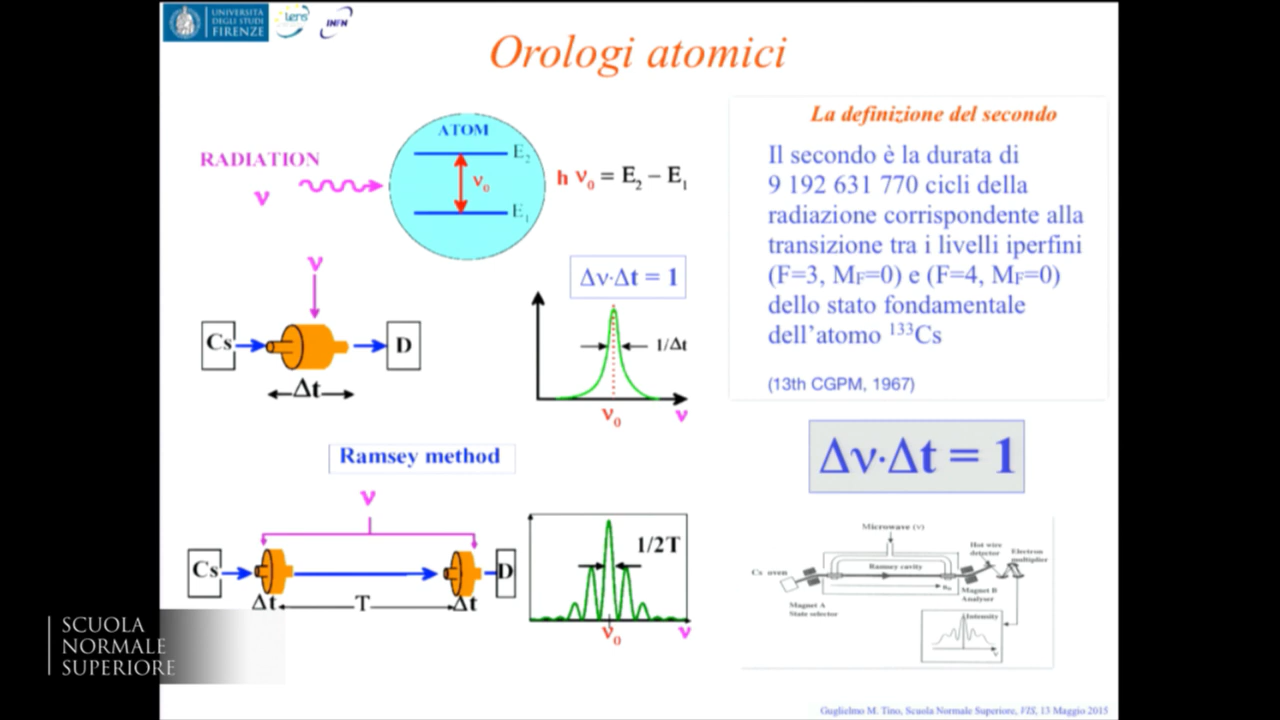 UNIVERSITÀ
DEGLI STUDI
FIRENZE
lens
INFN
Orologi atomici
RADIATION
ν
ATOM
E₂
ν₀
E₁
h ν₀ = E₂ − E₁
La definizione del secondo
Il secondo è la durata di
9 192 631 770 cicli della
radiazione corrispondente alla
transizione tra i livelli iperfini
(F=3, MF=0) e (F=4, MF=0)
dello stato fondamentale
dell’atomo ¹³³Cs
(13th CGPM, 1967)
ν
Cs
D
Δt
Δν·Δt = 1
1/Δt
ν₀
ν
Δν·Δt = 1
Ramsey method
ν
Cs
D
Δt
T
Δt
1/2T
ν₀
ν
Microwave (ν)
Cs oven
Ramsey cavity
Hot wire
detector
Electron
multiplier
Magnet A
State selector
Magnet B
Analyser
Intensity
ν
SCUOLA
NORMALE
SUPERIORE
Guglielmo M. Tino, Scuola Normale Superiore, VIS, 13 Maggio 2015